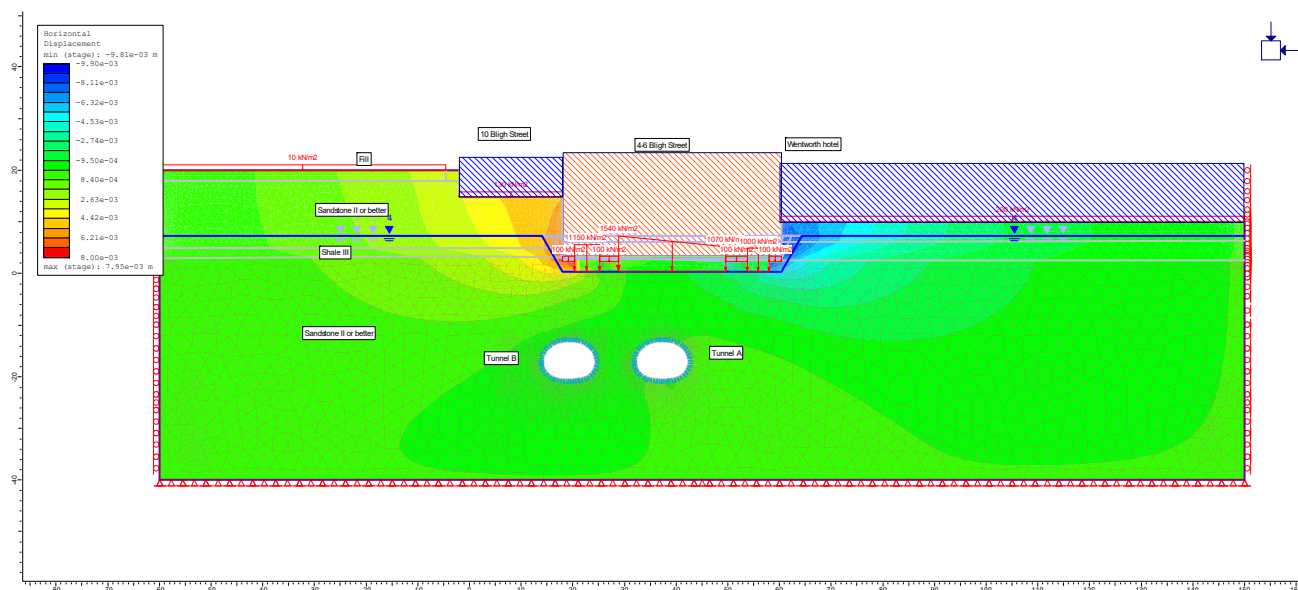 Horizontal
Displacement
min (stage): -9.81e-03 m
-9.90e-03
-8.11e-03
-6.32e-03
-4.53e-03
-2.74e-03
-9.50e-04
8.40e-04
2.63e-03
4.42e-03
6.21e-03
8.00e-03
max (stage): 7.95e-03 m
10 Bligh Street
4-6 Bligh Street
Wentworth hotel
10 kN/m2
Fill
130 kN/m2
Sandstone II or better
Shale III
1540 kN/m2
1150 kN/m2
1070 kN/m2
1000 kN/m2
100 kN/m2
100 kN/m2
100 kN/m2
100 kN/m2
Sandstone II or better
Tunnel B
Tunnel A
40
20
0
-20
-40